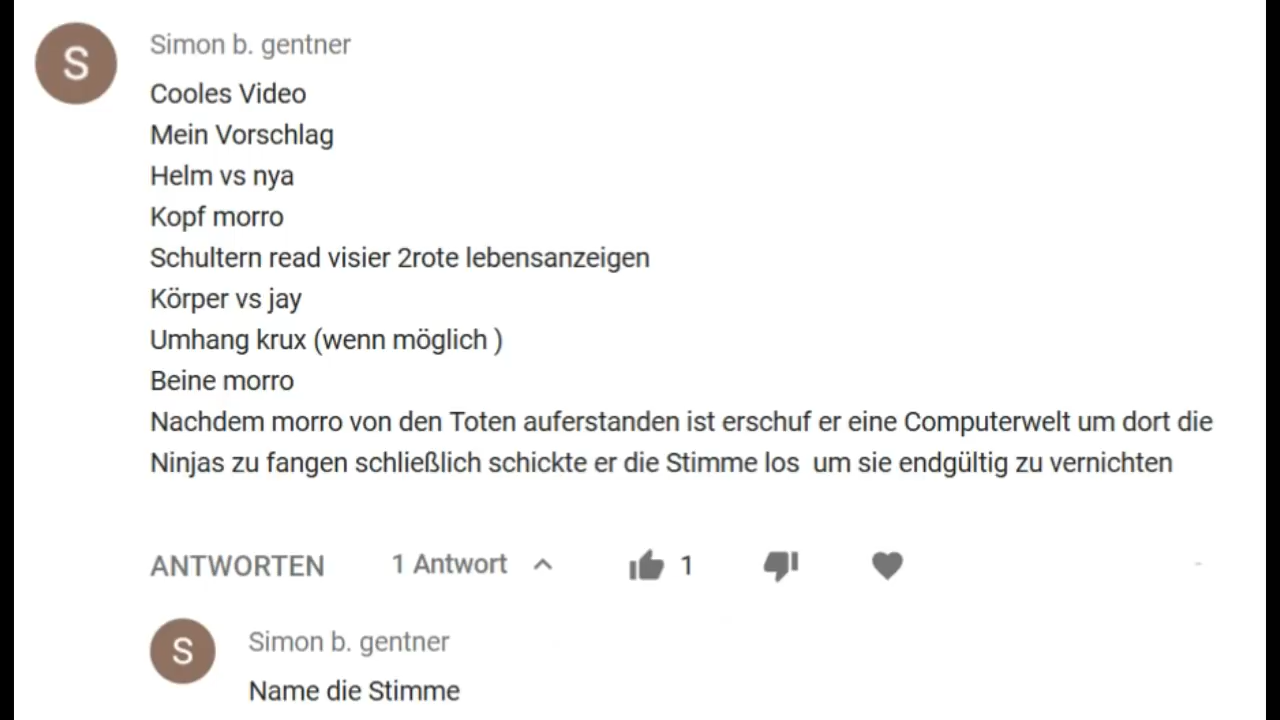 S
Simon b. gentner
Cooles Video
Mein Vorschlag
Helm vs nya
Kopf morro
Schultern read visier 2rote lebensanzeigen
Körper vs jay
Umhang krux (wenn möglich )
Beine morro
Nachdem morro von den Toten auferstanden ist erschuf er eine Computerwelt um dort die
Ninjas zu fangen schließlich schickte er die Stimme los  um sie endgültig zu vernichten
ANTWORTEN 1 Antwort 1
S
Simon b. gentner
Name die Stimme